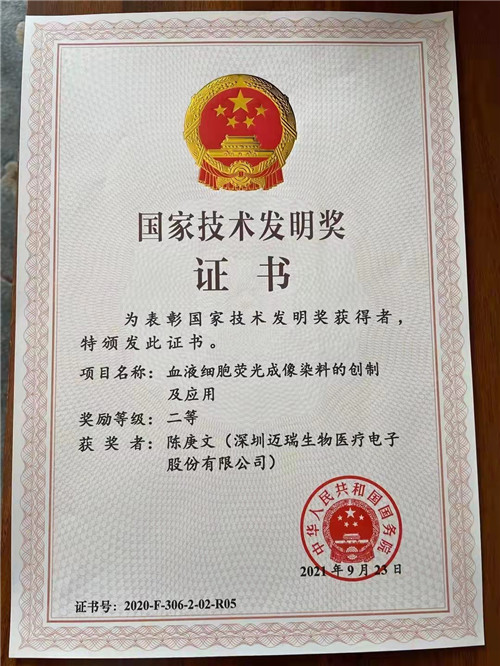 国家技术发明奖
证书
为表彰国家技术发明奖获得者，
特颁发此证书。
项目名称：血液细胞荧光成像染料的创制
及应用
奖励等级：二等
获奖者：陈庚文（深圳迈瑞生物医疗电子
股份有限公司）
中华人民共和国国务院
2021年9月23日
证书号：2020-F-306-2-02-R05